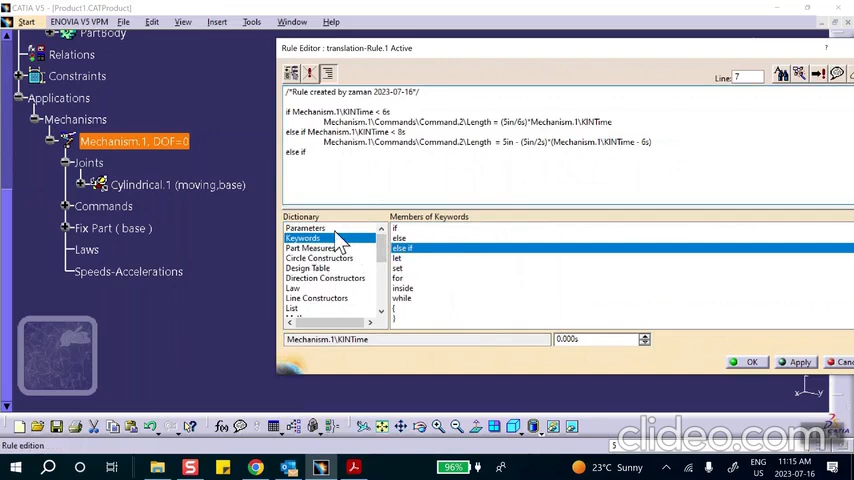 CATIA V5 - [Product1.CATProduct]
Start ENOVIA V5 VPM File Edit View Insert Tools Window Help
PartBody
Relations
Constraints
Applications
Mechanisms
Mechanism.1, DOF=0
Joints
Cylindrical.1 (moving,base)
Commands
Fix Part ( base )
Laws
Speeds-Accelerations
Rule Editor : translation-Rule.1 Active
?
Line: 7
/*Rule created by zaman 2023-07-16*/
if Mechanism.1\KINTime < 6s
Mechanism.1\Commands\Command.2\Length = (5in/6s)*Mechanism.1\KINTime
else if Mechanism.1\KINTime < 8s
Mechanism.1\Commands\Command.2\Length = 5in - (5in/2s)*(Mechanism.1\KINTime - 6s)
else if
Dictionary
Members of Keywords
Parameters
Keywords
Part Measures
Circle Constructors
Design Table
Direction Constructors
Law
Line Constructors
List
if
else
else if
let
set
for
inside
while
{
}
Mechanism.1\KINTime
0.000s
OK
Apply
Canc
x y
Rule edition
5
clideo.com
96%
23°C Sunny
ENG
US
11:15 AM
2023-07-16